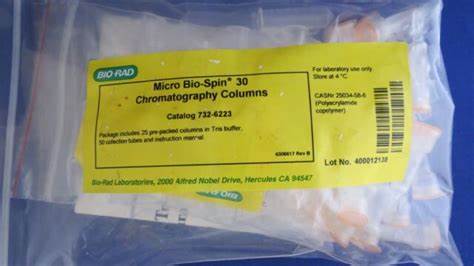 BIO-RAD
Micro Bio-Spin® 30
Chromatography Columns
Catalog 732-6223
Package includes 25 pre-packed columns in Tris buffer,
50 collection tubes and instruction manual.
Bio-Rad Laboratories, 2000 Alfred Nobel Drive, Hercules CA 94547
For laboratory use only
Store at 4 °C
CASNr 25034-58-6
(Polyacrylamide
copolymer)
Lot No. 400012138